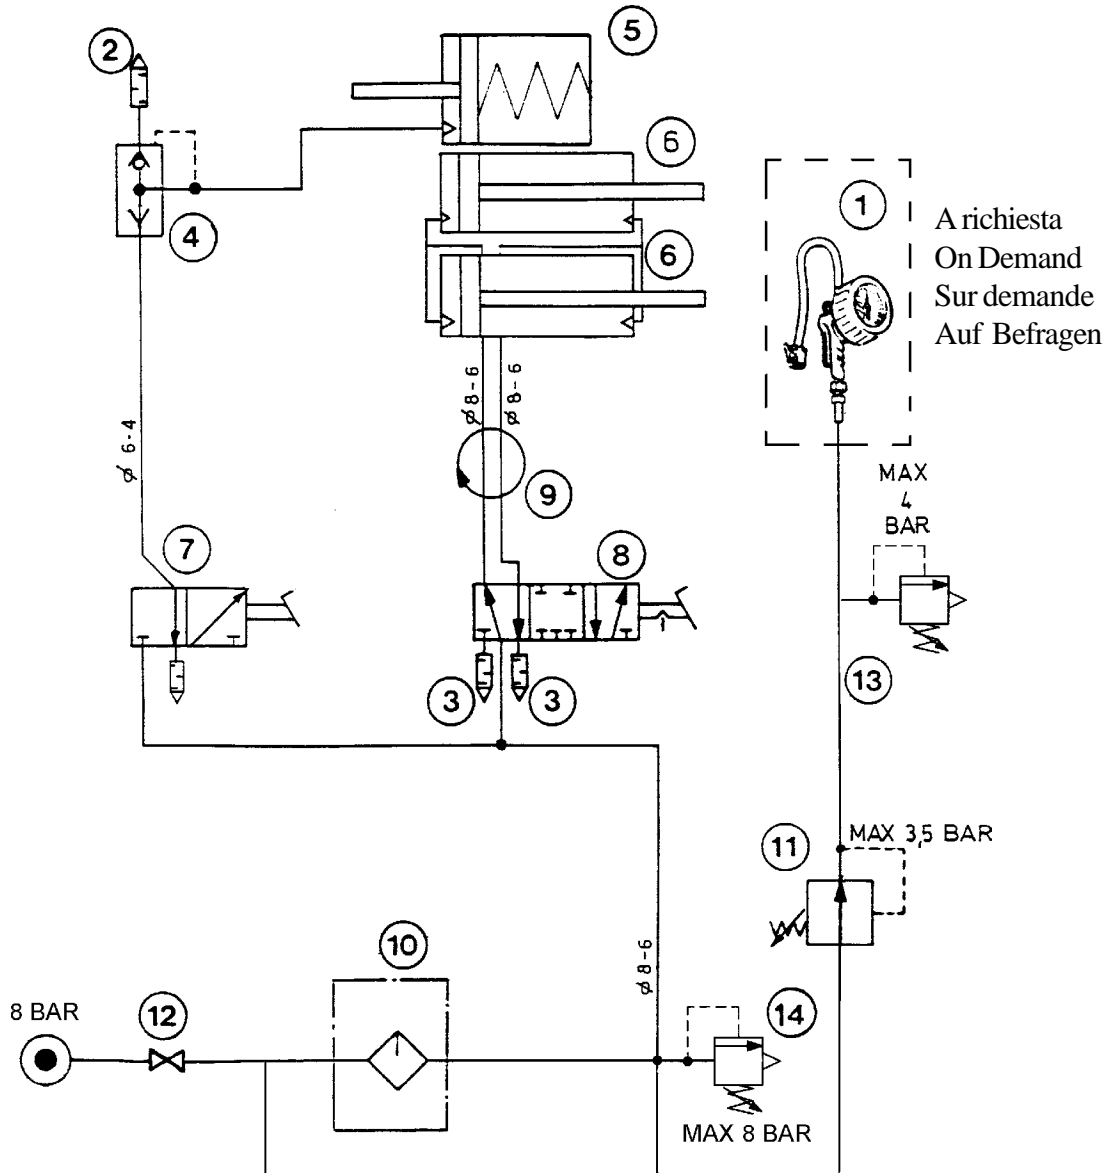 2
5
6
1
A richiesta
On Demand
Sur demande
Auf Befragen
4
6
ø 8-6
ø 8-6
ø 6-4
9
MAX
4
BAR
7
8
3
3
13
MAX 3,5 BAR
11
10
ø 8-6
8 BAR
12
14
MAX 8 BAR